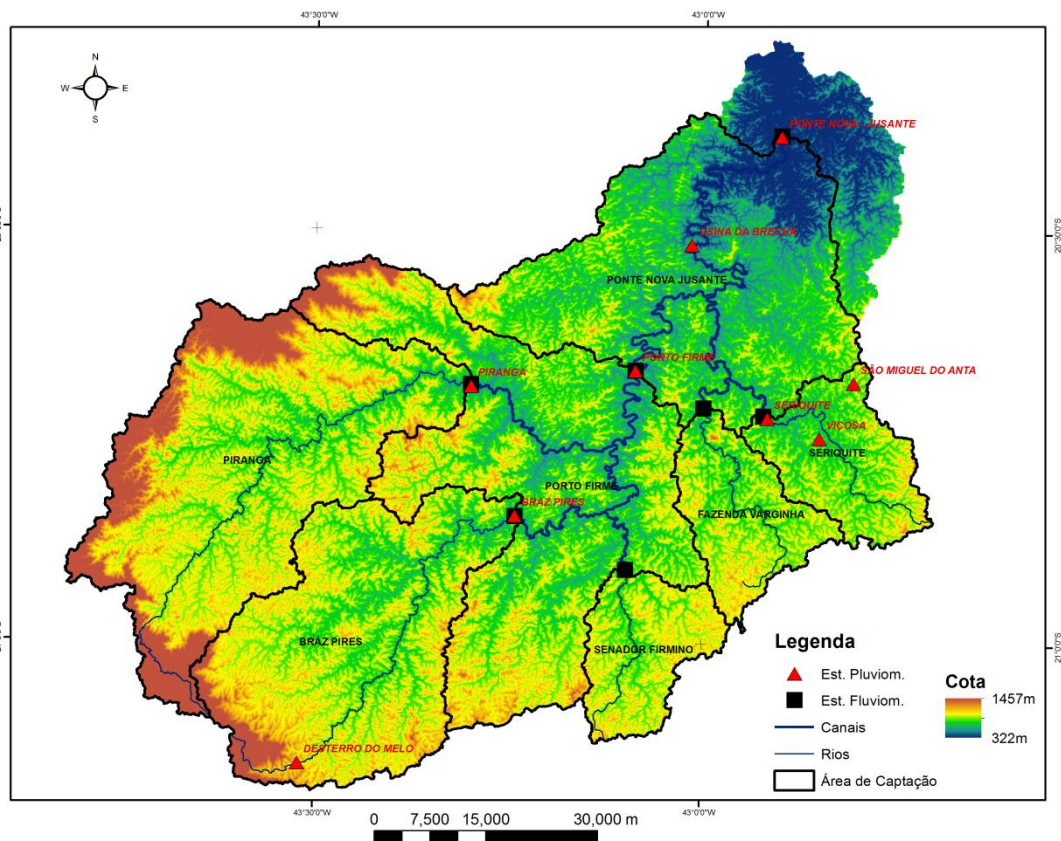 43°30'0"W
43°0'0"W
N
W
E
S
PONTE NOVA - JUSANTE
USINA DA BRECHA
20°30'0"S
PONTE NOVA JUSANTE
PORTO FIRME
PIRANGA
SÃO MIGUEL DO ANTA
SERIQUITE
VIÇOSA
SERIQUITE
PIRANGA
PORTO FIRME
BRAZ PIRES
FAZENDA VARGINHA
BRAZ PIRES
SENADOR FIRMINO
21°0'0"S
DESTERRO DO MELO
Legenda
Est. Pluviom.
Est. Fluviom.
Canais
Rios
Área de Captação
Cota
1457m
322m
43°30'0"W
43°0'0"W
0
7,500
15,000
30,000 m